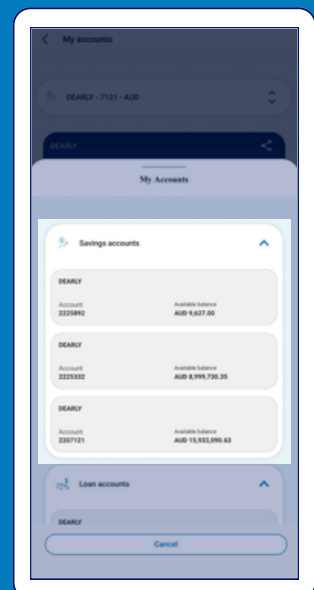 My accounts
DEARLY - 7121 - AUD
DEARLY
My Accounts
Savings accounts
DEARLY
Account Available balance
2225892 AUD 9,627.00
DEARLY
Account Available balance
2225332 AUD 8,999,730.35
DEARLY
Account Available balance
2207121 AUD 15,933,090.63
Loan accounts
DEARLY
Cancel